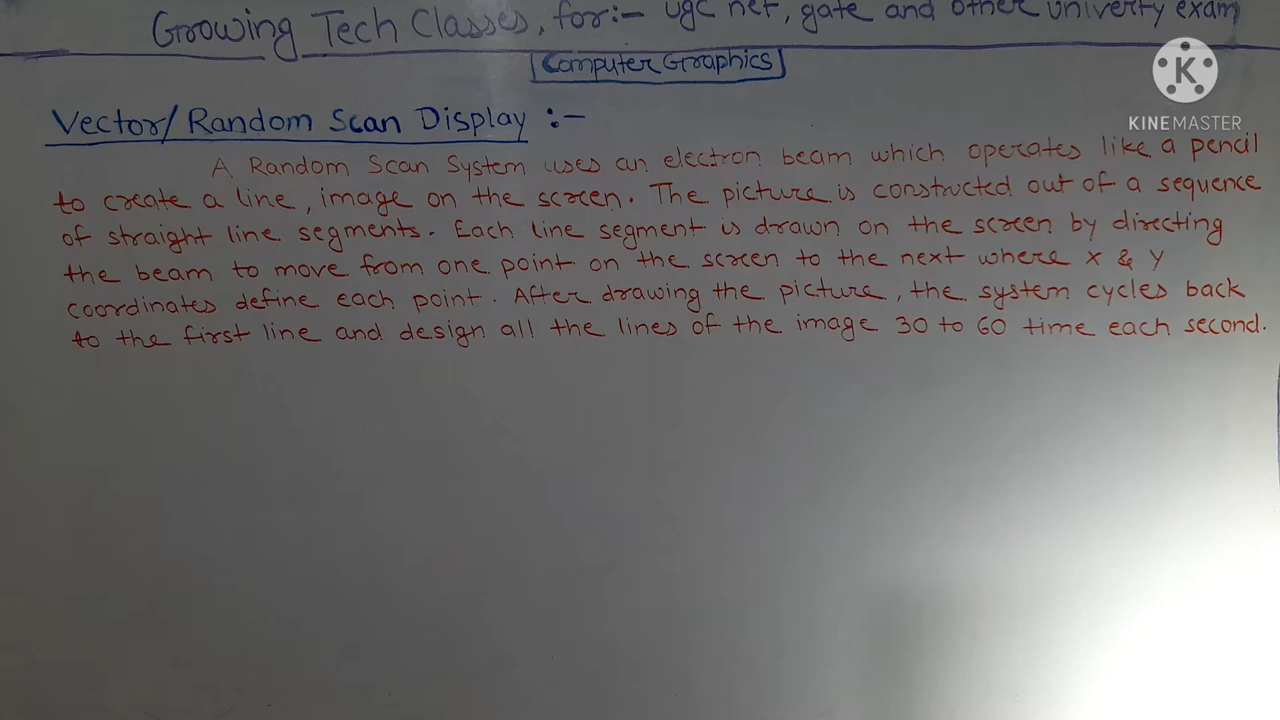 Growing Tech Classes, for:- ugc net, gate and other univerty exam
Computer Graphics
K
KINEMASTER
Vector/Random Scan Display :-
A Random Scan System uses an electron beam which operates like a pencil
to create a line, image on the screen. The picture is constructed out of a sequence
of straight line segments. Each line segment is drawn on the screen by directing
the beam to move from one point on the screen to the next where x & y
coordinates define each point. After drawing the picture, the system cycles back
to the first line and design all the lines of the image 30 to 60 time each second.